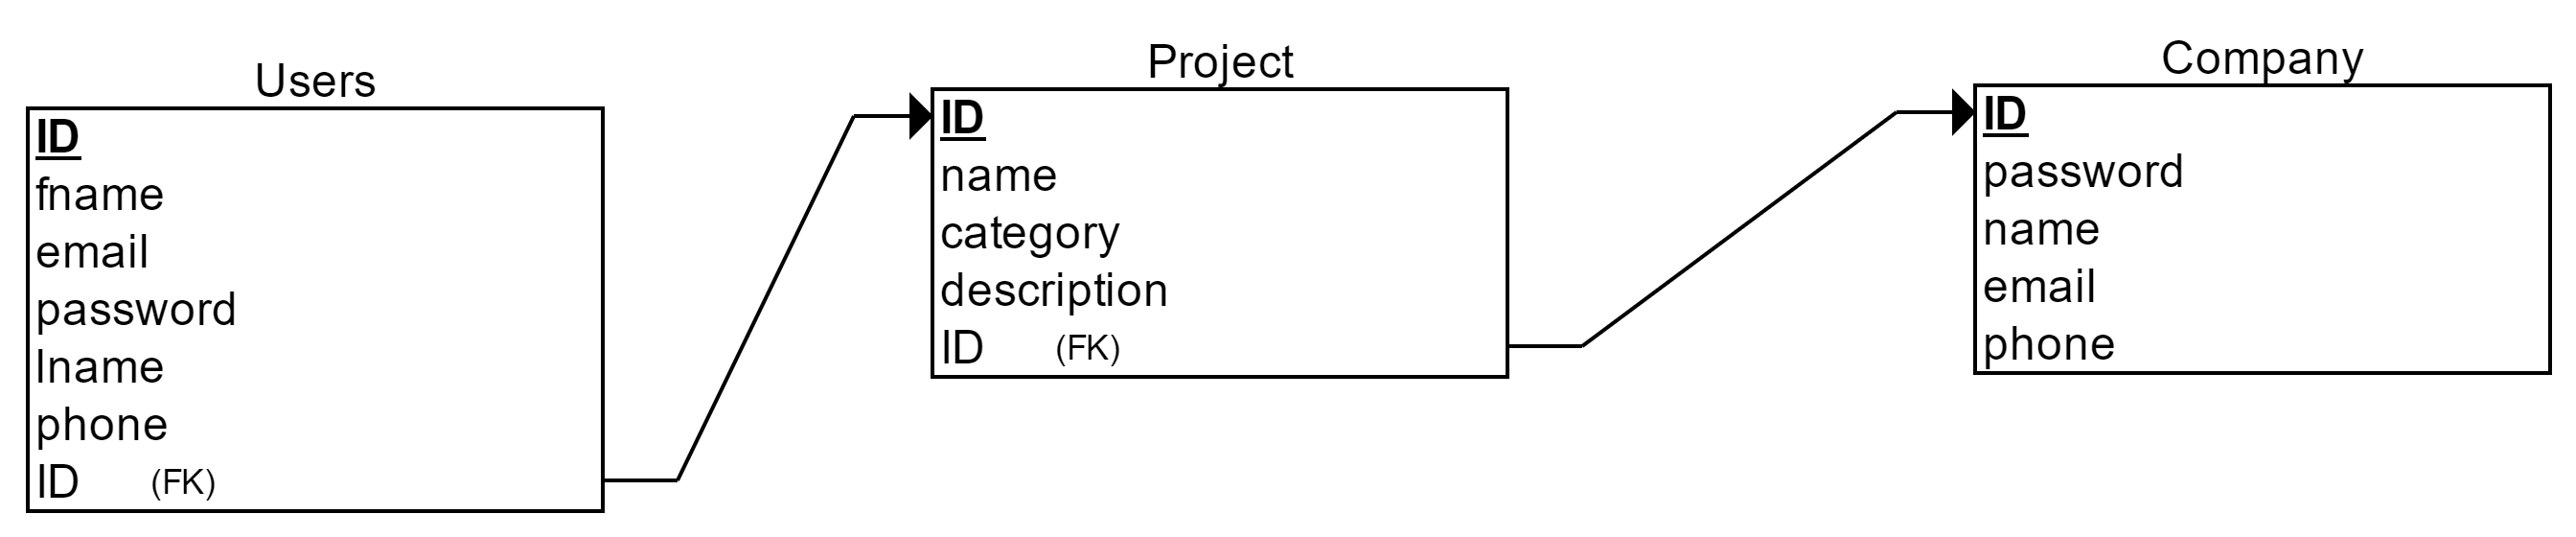 Users
ID
fname
email
password
lname
phone
ID (FK)
Project
ID
name
category
description
ID (FK)
Company
ID
password
name
email
phone